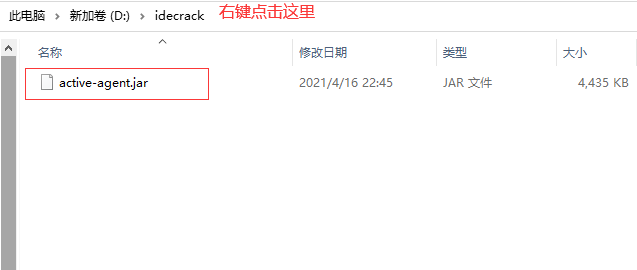 此电脑 > 新加卷 (D:) > idecrack 右键点击这里
名称 修改日期 类型 大小
active-agent.jar 2021/4/16 22:45 JAR 文件 4,435 KB